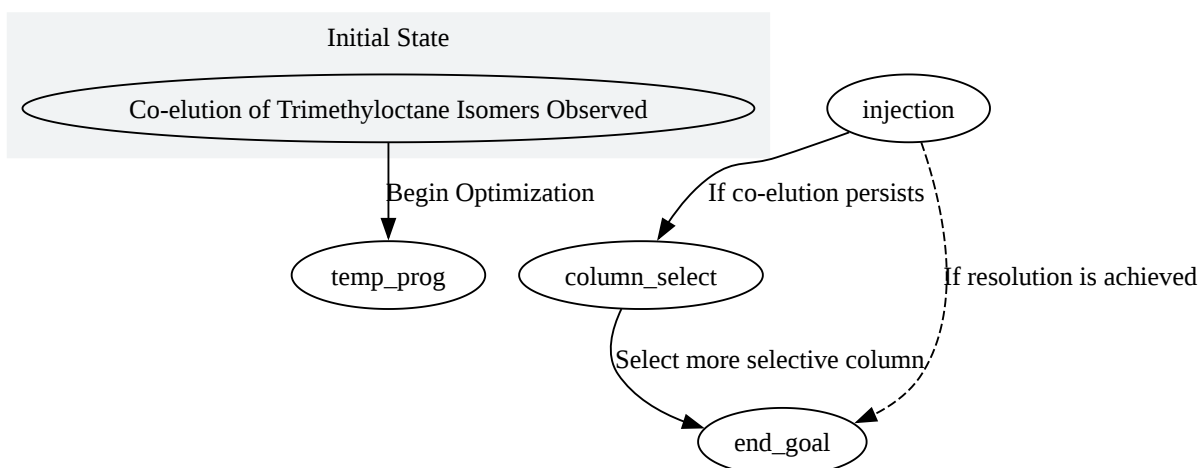 Initial State
Co-elution of Trimethyloctane Isomers Observed
injection
Begin Optimization
If co-elution persists
temp_prog
column_select
If resolution is achieved
Select more selective column
end_goal